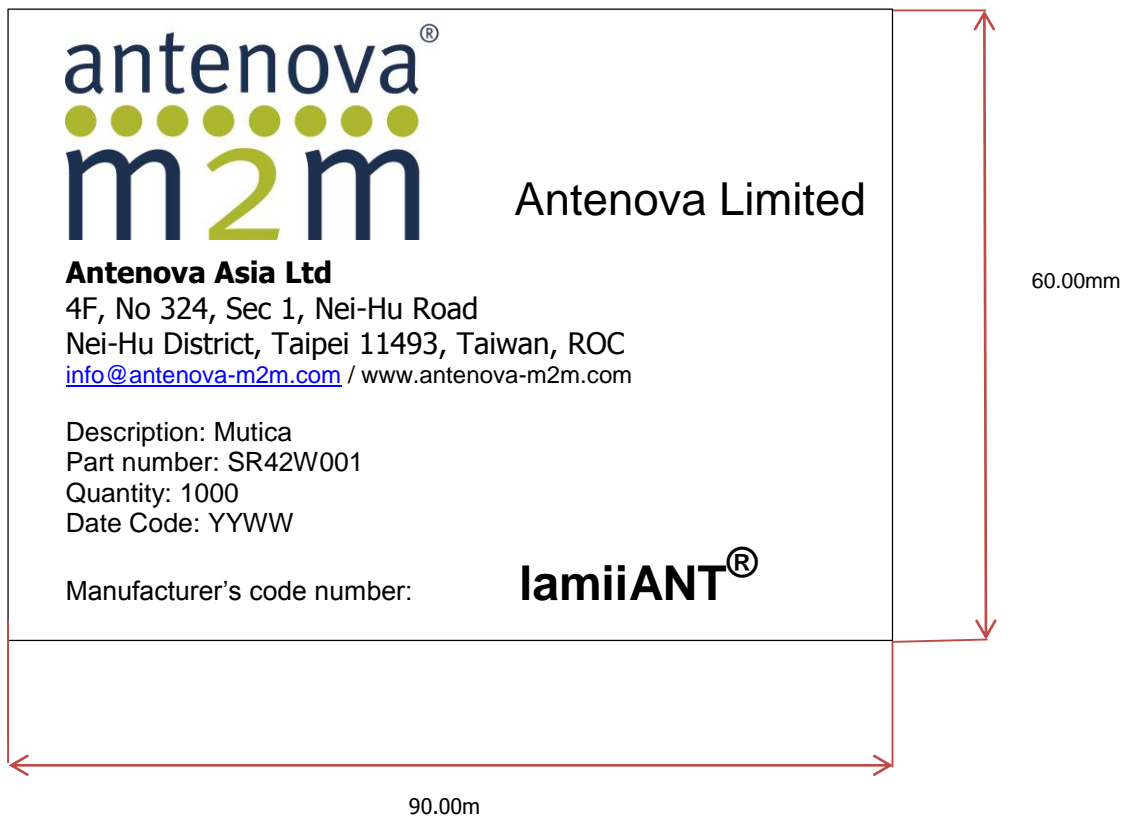 antenova®
m2m
Antenova Limited
60.00mm
Antenova Asia Ltd
4F, No 324, Sec 1, Nei-Hu Road
Nei-Hu District, Taipei 11493, Taiwan, ROC
info@antenova-m2m.com / www.antenova-m2m.com
Description: Mutica
Part number: SR42W001
Quantity: 1000
Date Code: YYWW
Manufacturer’s code number: lamiiANT®
90.00m